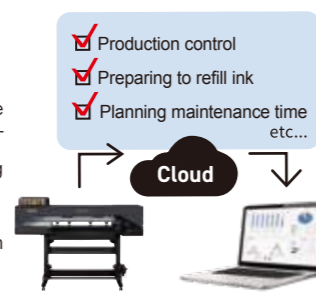 Production control
Preparing to refill ink
Planning maintenance time
etc...
Cloud